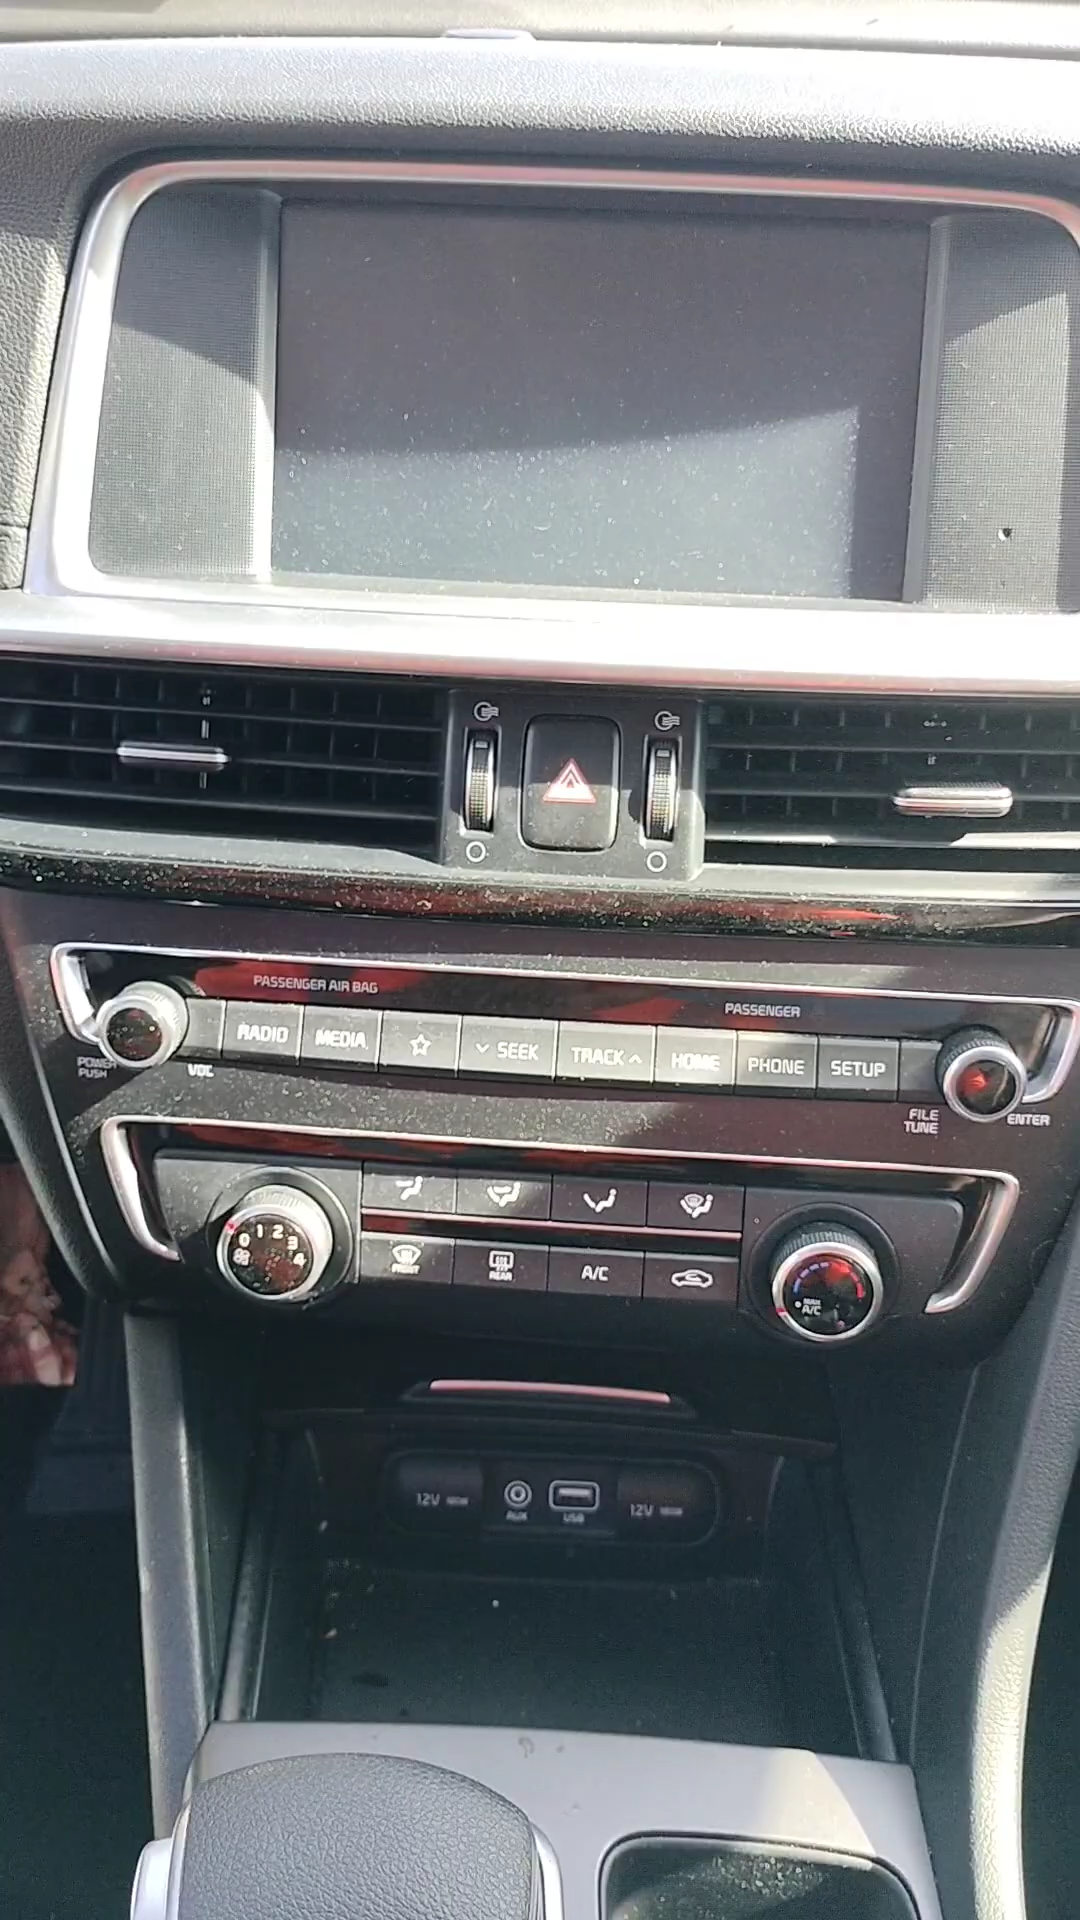 PASSENGER AIR BAG
PASSENGER
RADIO MEDIA SEEK TRACK HOME PHONE SETUP
POWER
PUSH
VOL
FILE
TUNE
ENTER
0 1 2 3 4
FRONT REAR A/C
MAX
A/C
12V AUX USB 12V